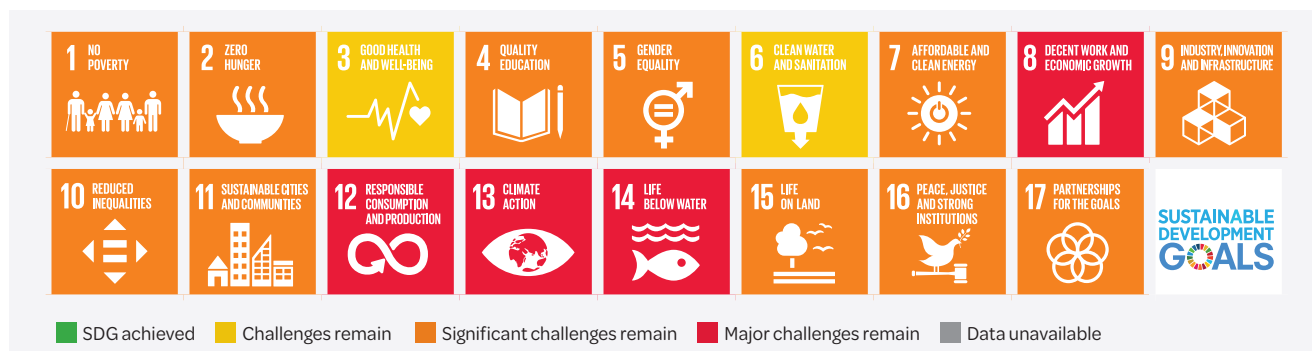 1 NO POVERTY
2 ZERO HUNGER
3 GOOD HEALTH AND WELL-BEING
4 QUALITY EDUCATION
5 GENDER EQUALITY
6 CLEAN WATER AND SANITATION
7 AFFORDABLE AND CLEAN ENERGY
8 DECENT WORK AND ECONOMIC GROWTH
9 INDUSTRY, INNOVATION AND INFRASTRUCTURE
10 REDUCED INEQUALITIES
11 SUSTAINABLE CITIES AND COMMUNITIES
12 RESPONSIBLE CONSUMPTION AND PRODUCTION
13 CLIMATE ACTION
14 LIFE BELOW WATER
15 LIFE ON LAND
16 PEACE, JUSTICE AND STRONG INSTITUTIONS
17 PARTNERSHIPS FOR THE GOALS
SUSTAINABLE
DEVELOPMENT
GOALS
SDG achieved Challenges remain Significant challenges remain Major challenges remain Data unavailable